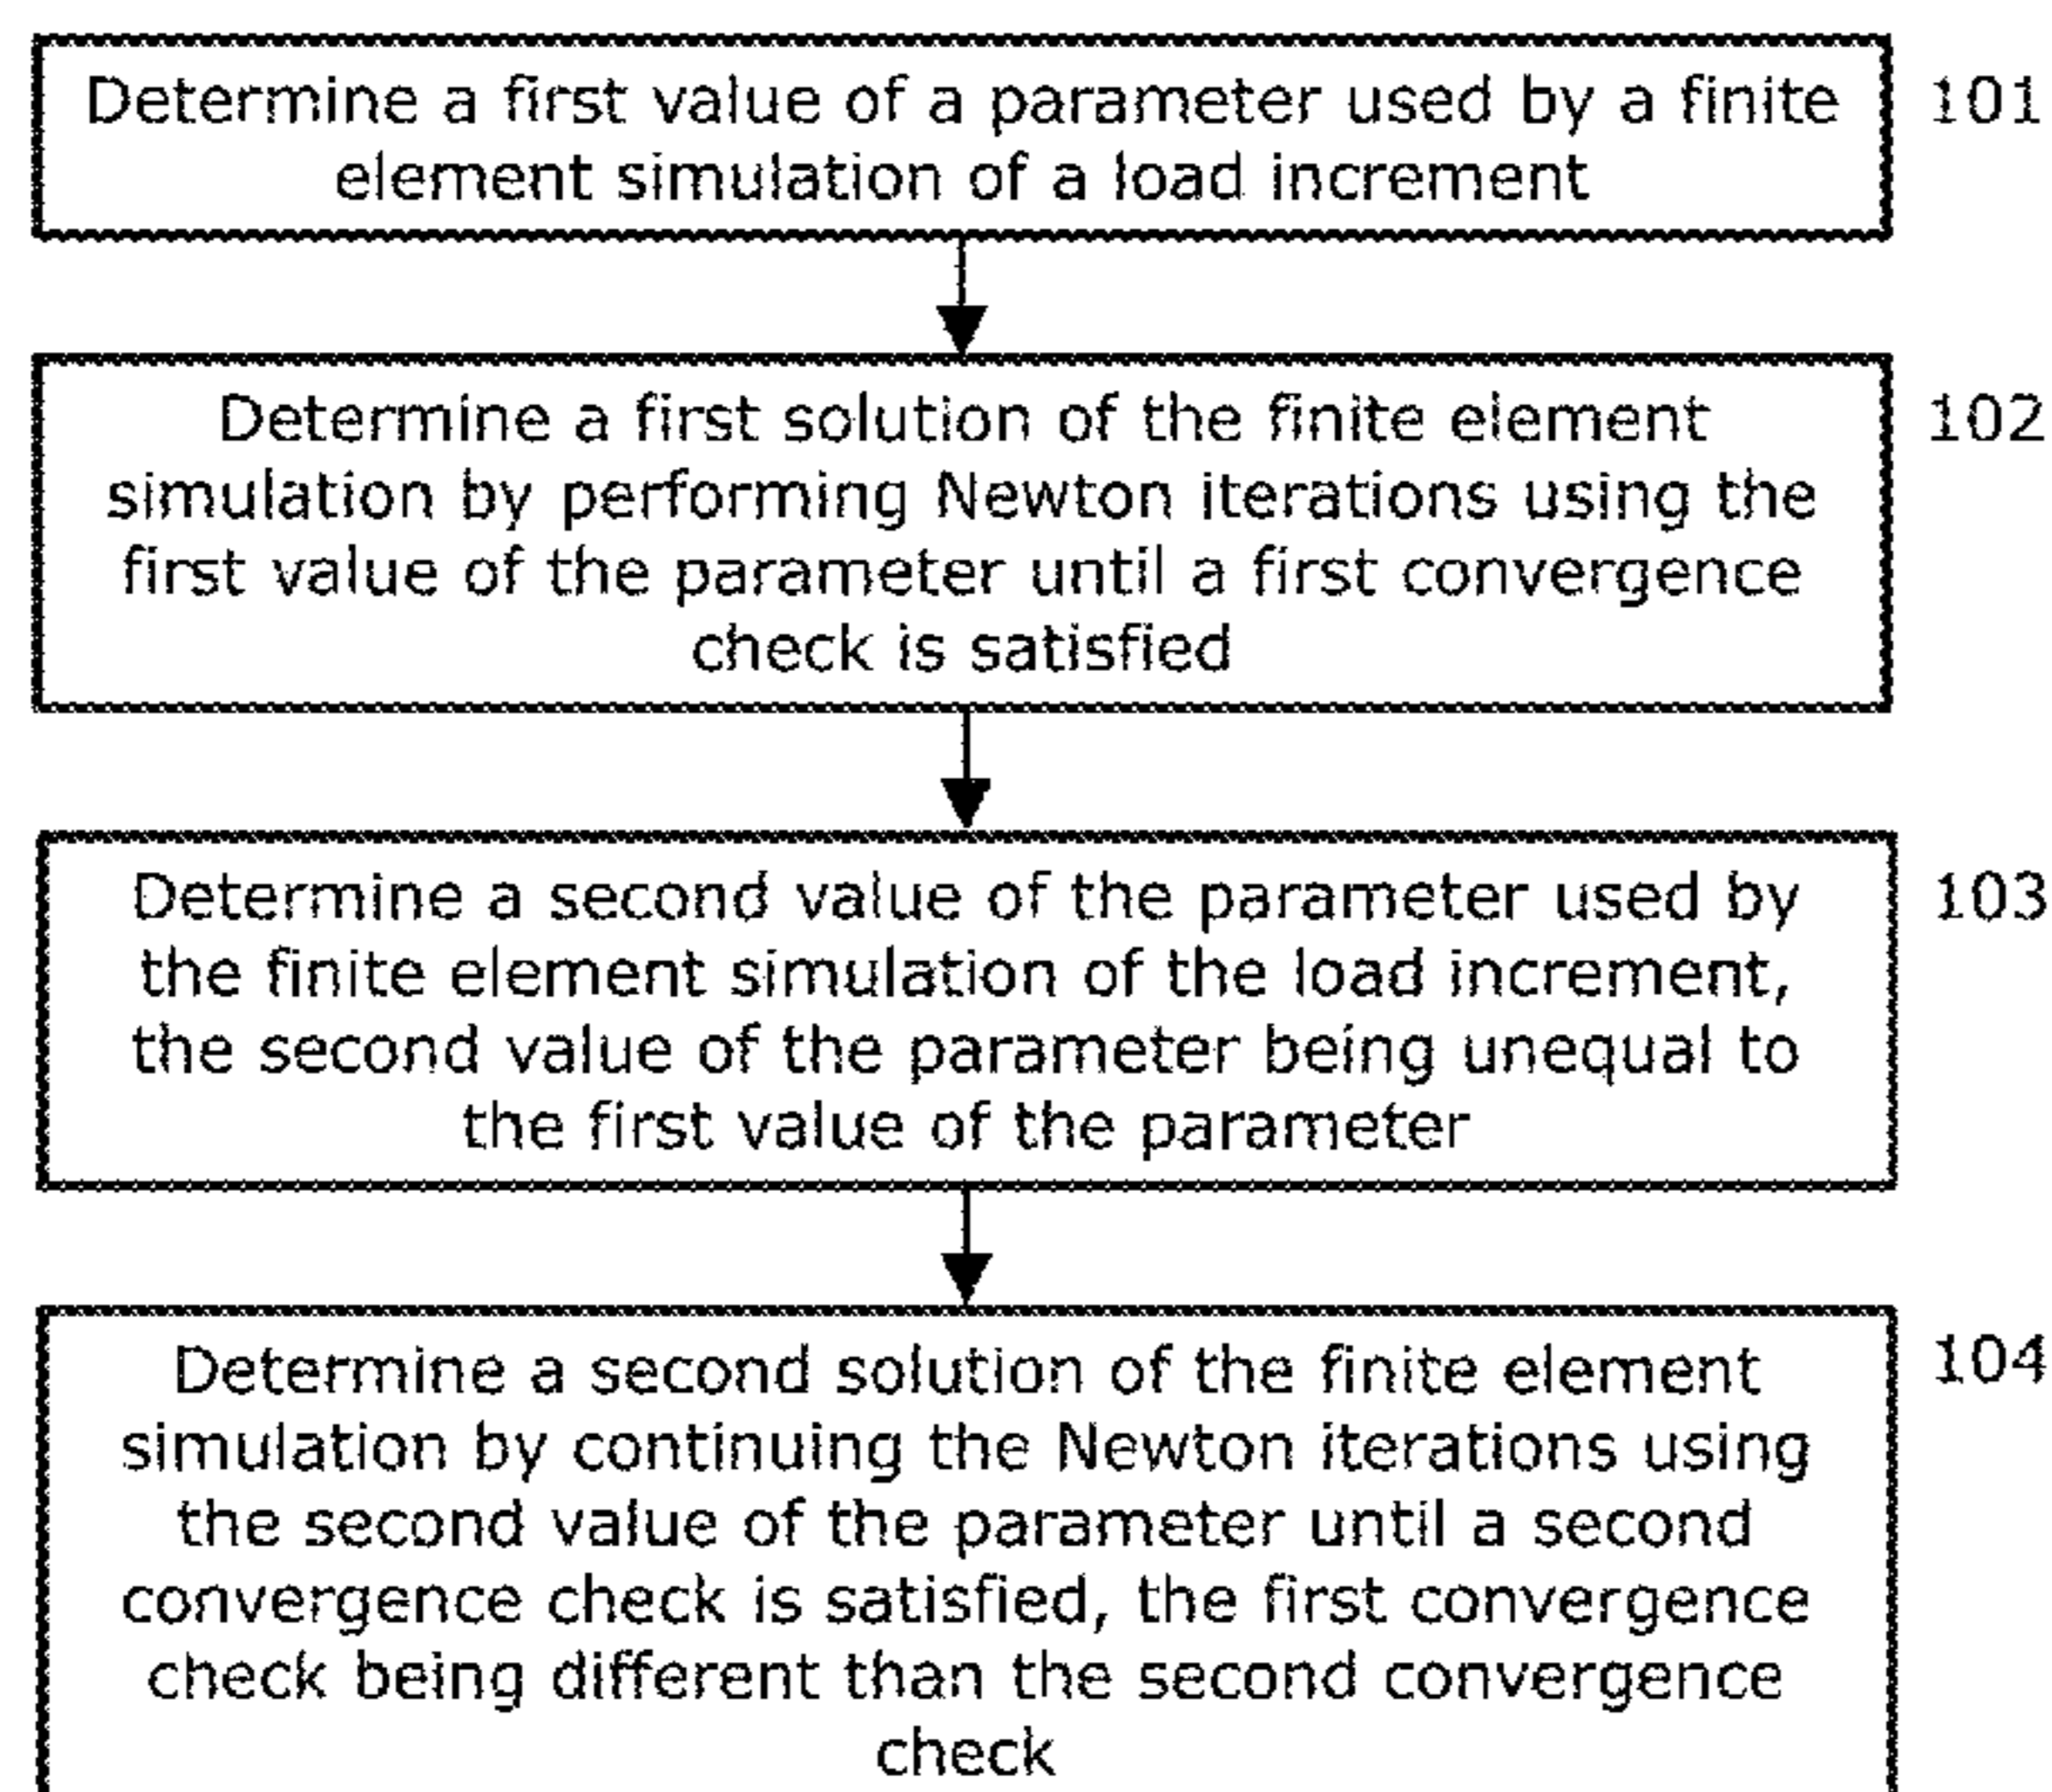 Determine a first value of a parameter used by a finite
element simulation of a load increment
101
Determine a first solution of the finite element
simulation by performing Newton iterations using the
first value of the parameter until a first convergence
check is satisfied
102
Determine a second value of the parameter used by
the finite element simulation of the load increment,
the second value of the parameter being unequal to
the first value of the parameter
103
Determine a second solution of the finite element
simulation by continuing the Newton iterations using
the second value of the parameter until a second
convergence check is satisfied, the first convergence
check being different than the second convergence
check
104